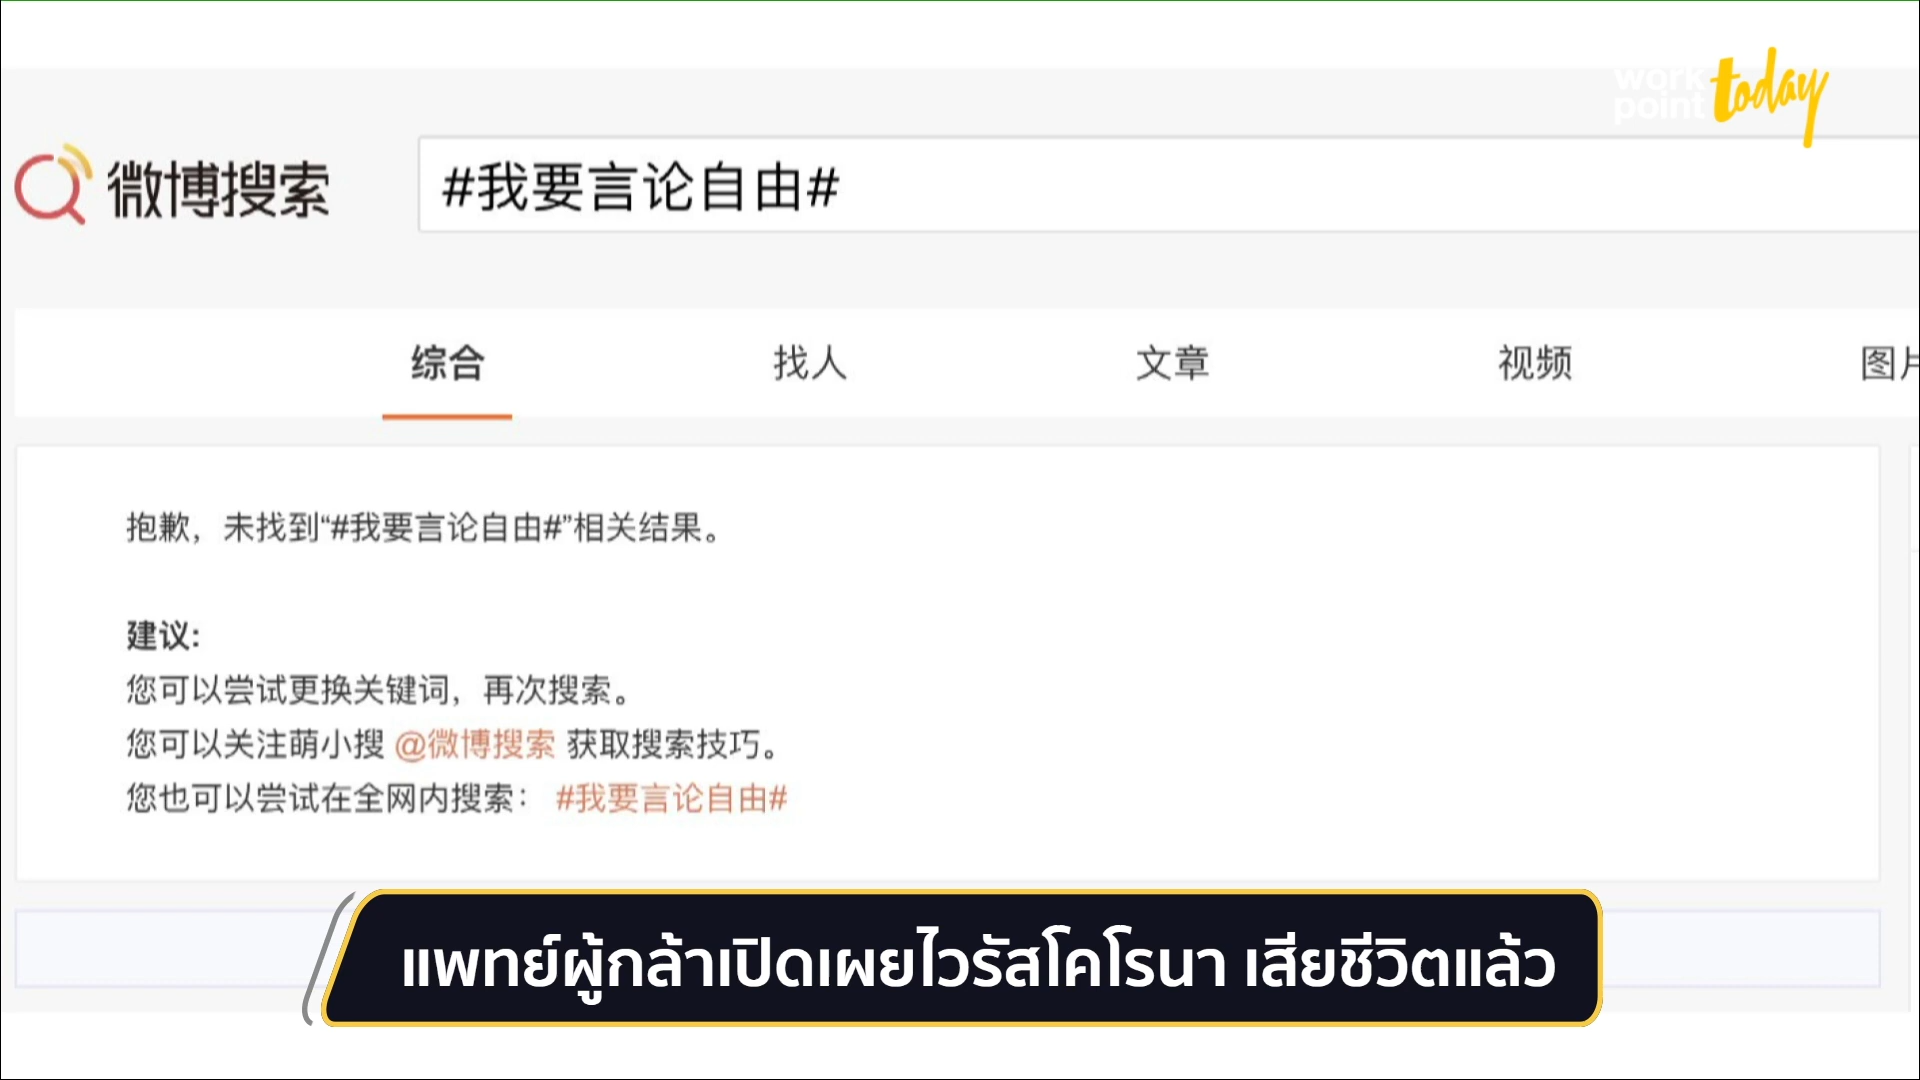 work
point today
微博搜索
#我要言论自由#
综合 找人 文章 视频 图片
抱歉，未找到“#我要言论自由#”相关结果。
建议:
您可以尝试更换关键词，再次搜索。
您可以关注萌小搜 @微博搜索 获取搜索技巧。
您也可以尝试在全网内搜索： #我要言论自由#
แพทย์ผู้กล้าเปิดเผยไวรัสโคโรนา เสียชีวิตแล้ว